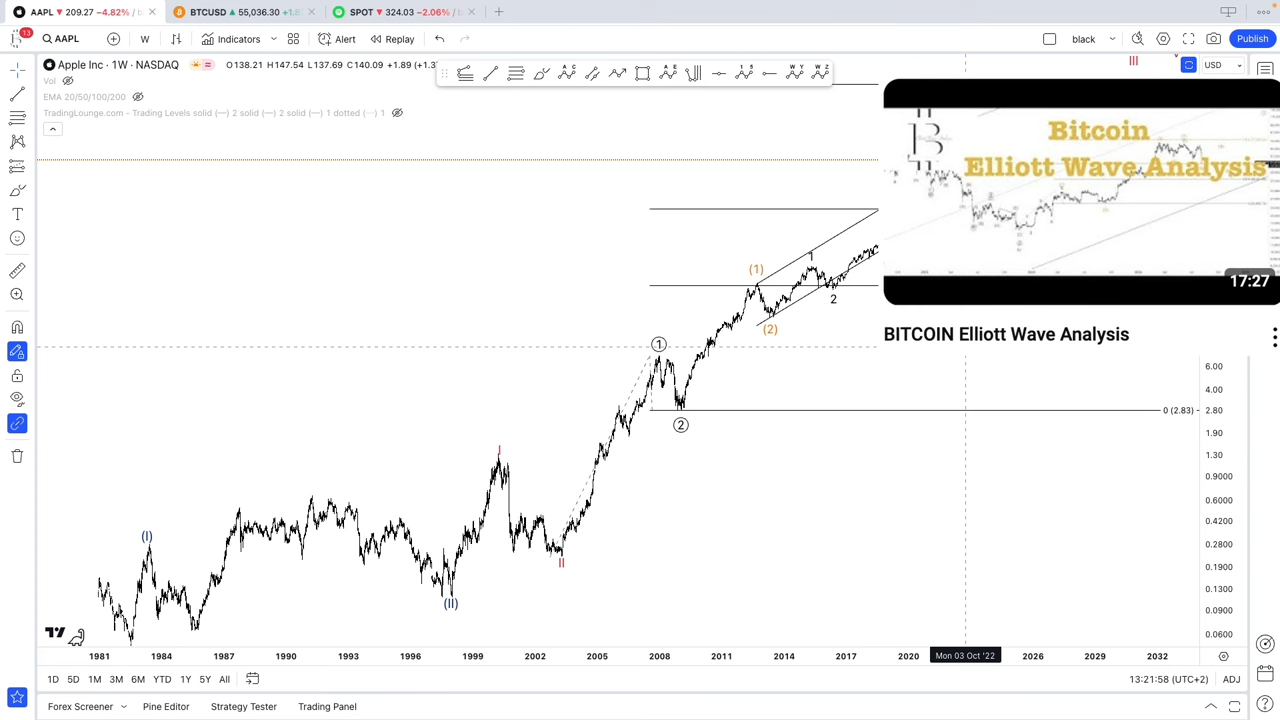 AAPL 209.27 −4.82% / BTCUSD 55,036.30 +1.8 SPOT 324.03 −2.06% /
13 AAPL W Indicators Alert Replay black Publish
Apple Inc · 1W · NASDAQ O138.21 H147.54 L137.69 C140.09 +1.89 (+1.3 III USD
Vol
EMA 20/50/100/200
TradingLounge.com - Trading Levels solid (—) 2 solid (—) 2 solid (—) 1 dotted (···) 1
A C A E 1 5 W Y W Z
B
Bitcoin
Elliott Wave Analysis
17:27
BITCOIN Elliott Wave Analysis
(1)
1
(2)
2
1
2
6.00
4.00
0 (2.83) 2.80
1.90
1.30
0.9000
0.6000
0.4200
0.2800
0.1900
0.1300
0.0900
0.0600
I
II
(I)
(II)
1981 1984 1987 1990 1993 1996 1999 2002 2005 2008 2011 2014 2017 2020 Mon 03 Oct '22 2026 2029 2032
1D 5D 1M 3M 6M YTD 1Y 5Y All 13:21:58 (UTC+2) ADJ
Forex Screener Pine Editor Strategy Tester Trading Panel